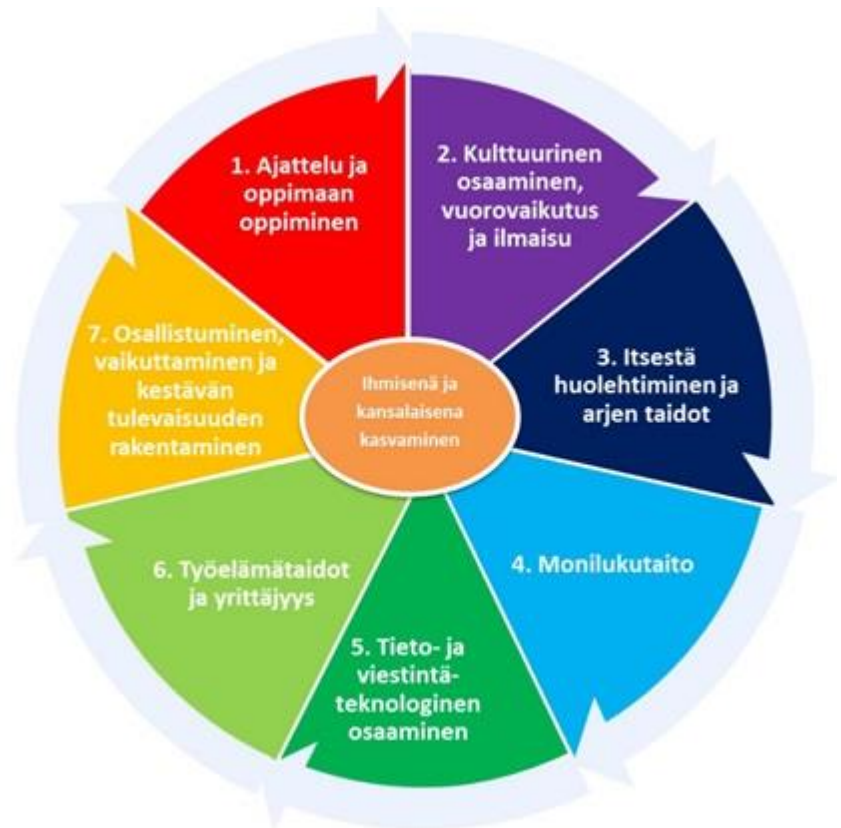 1. Ajattelu ja
oppimaan
oppiminen
2. Kulttuurinen
osaaminen,
vuorovaikutus
ja ilmaisu
3. Itsestä
huolehtiminen ja
arjen taidot
4. Monilukutaito
5. Tieto- ja
viestintä-
teknologinen
osaaminen
6. Työelämätaidot
ja yrittäjyys
7. Osallistuminen,
vaikuttaminen ja
kestävän
tulevaisuuden
rakentaminen
Ihmisenä ja
kansalaisena
kasvaminen